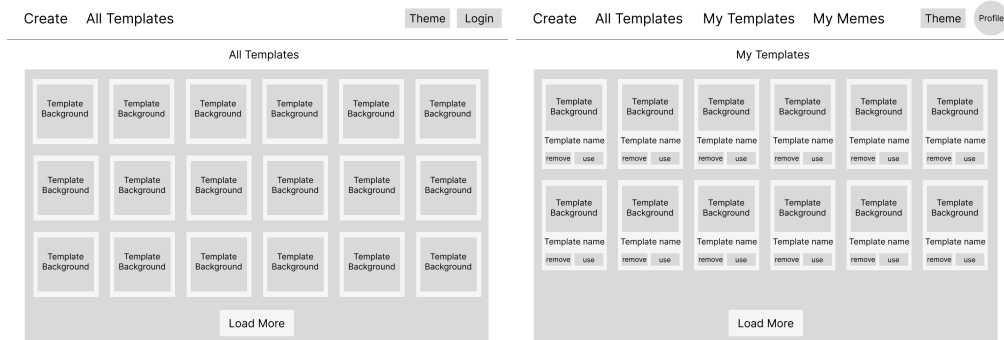 Create All Templates Theme Login
All Templates
Template Template Template Template Template Template
Background Background Background Background Background Background
Template Template Template Template Template Template
Background Background Background Background Background Background
Template Template Template Template Template Template
Background Background Background Background Background Background
Load More
Create All Templates My Templates My Memes Theme Profile
My Templates
Template Template Template Template Template Template
Background Background Background Background Background Background
Template name Template name Template name Template name Template name Template name
remove use remove use remove use remove use remove use remove use
Template Template Template Template Template Template
Background Background Background Background Background Background
Template name Template name Template name Template name Template name Template name
remove use remove use remove use remove use remove use remove use
Load More